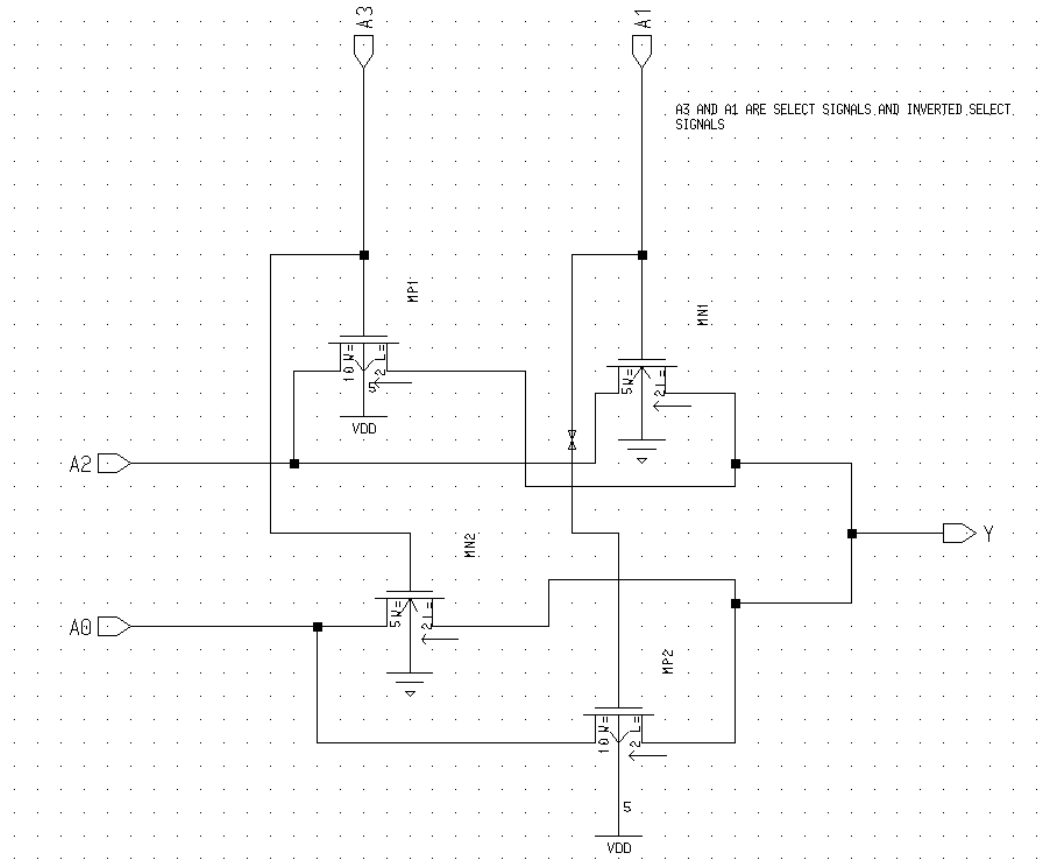 A3
A1
A3 AND A1 ARE SELECT SIGNALS AND INVERTED SELECT
SIGNALS
MP1
MN1
10 W=
2 L=
5
VDD
5 W=
2 L=
A2
Y
MN2
A0
5 W=
2 L=
MP2
10 W=
2 L=
5
VDD